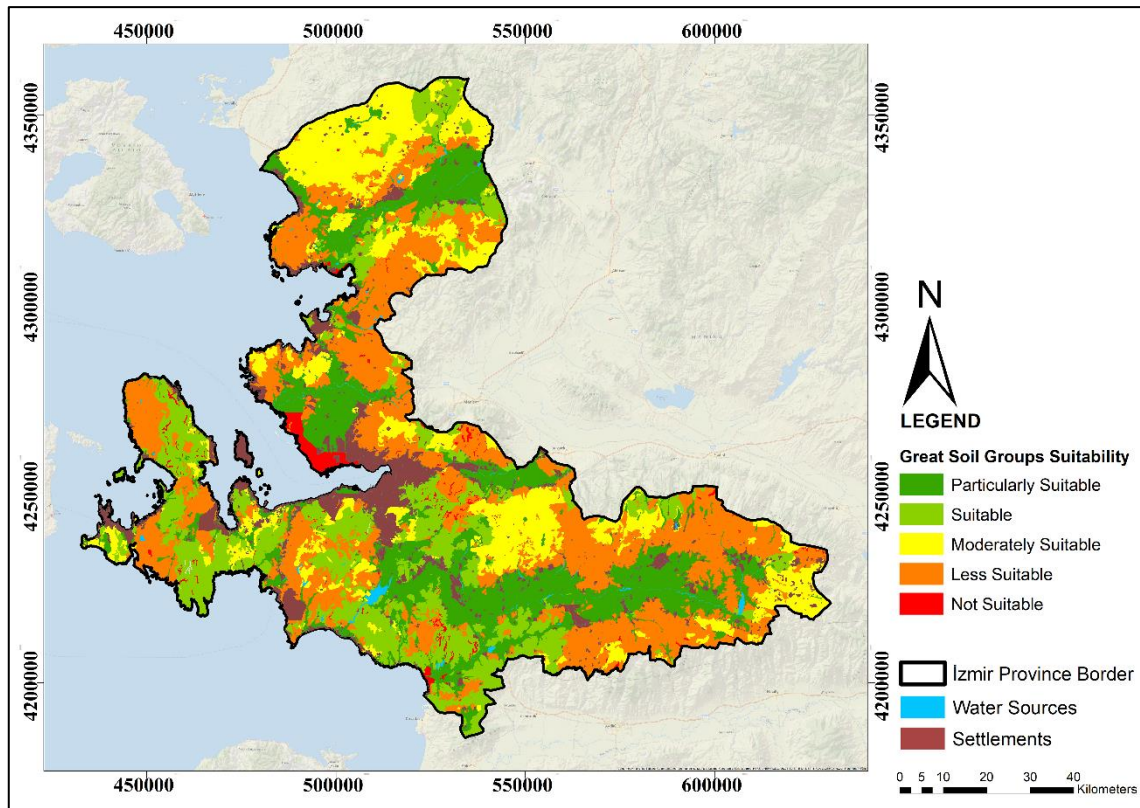 450000 500000 550000 600000
4350000 4350000
4300000 4300000
4250000 4250000
4200000 4200000
N
LEGEND
Great Soil Groups Suitability
Particularly Suitable
Suitable
Moderately Suitable
Less Suitable
Not Suitable
İzmir Province Border
Water Sources
Settlements
0 5 10 20 30 40
Kilometers
450000 500000 550000 600000